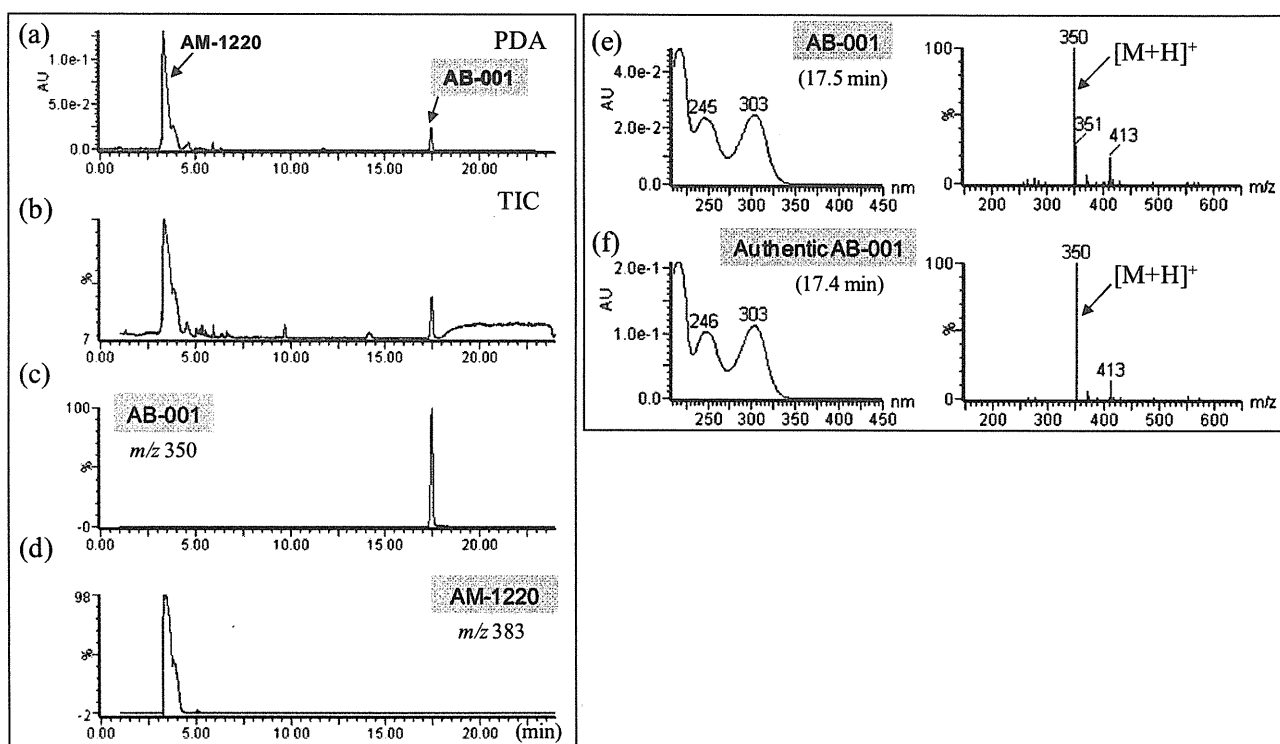 (a)
PDA
AM-1220
AB-001
AU
1.0e-1
5.0e-2
0.0
0.00 5.00 10.00 15.00 20.00
(b)
TIC
%
7
0.00 5.00 10.00 15.00 20.00
(c)
AB-001
m/z 350
100
%
-0
0.00 5.00 10.00 15.00 20.00
(d)
AM-1220
m/z 383
98
%
-2
5.00 10.00 15.00 20.00
(min)
(e)
AB-001
(17.5 min)
AU
4.0e-2
2.0e-2
0.0
245
303
nm
250 300 350 400 450
100
%
0
350
[M+H]+
351
413
m/z
200 300 400 500 600
(f)
Authentic AB-001
(17.4 min)
AU
2.0e-1
1.0e-1
0.0
246
303
nm
250 300 350 400 450
100
%
0
350
[M+H]+
413
m/z
200 300 400 500 600